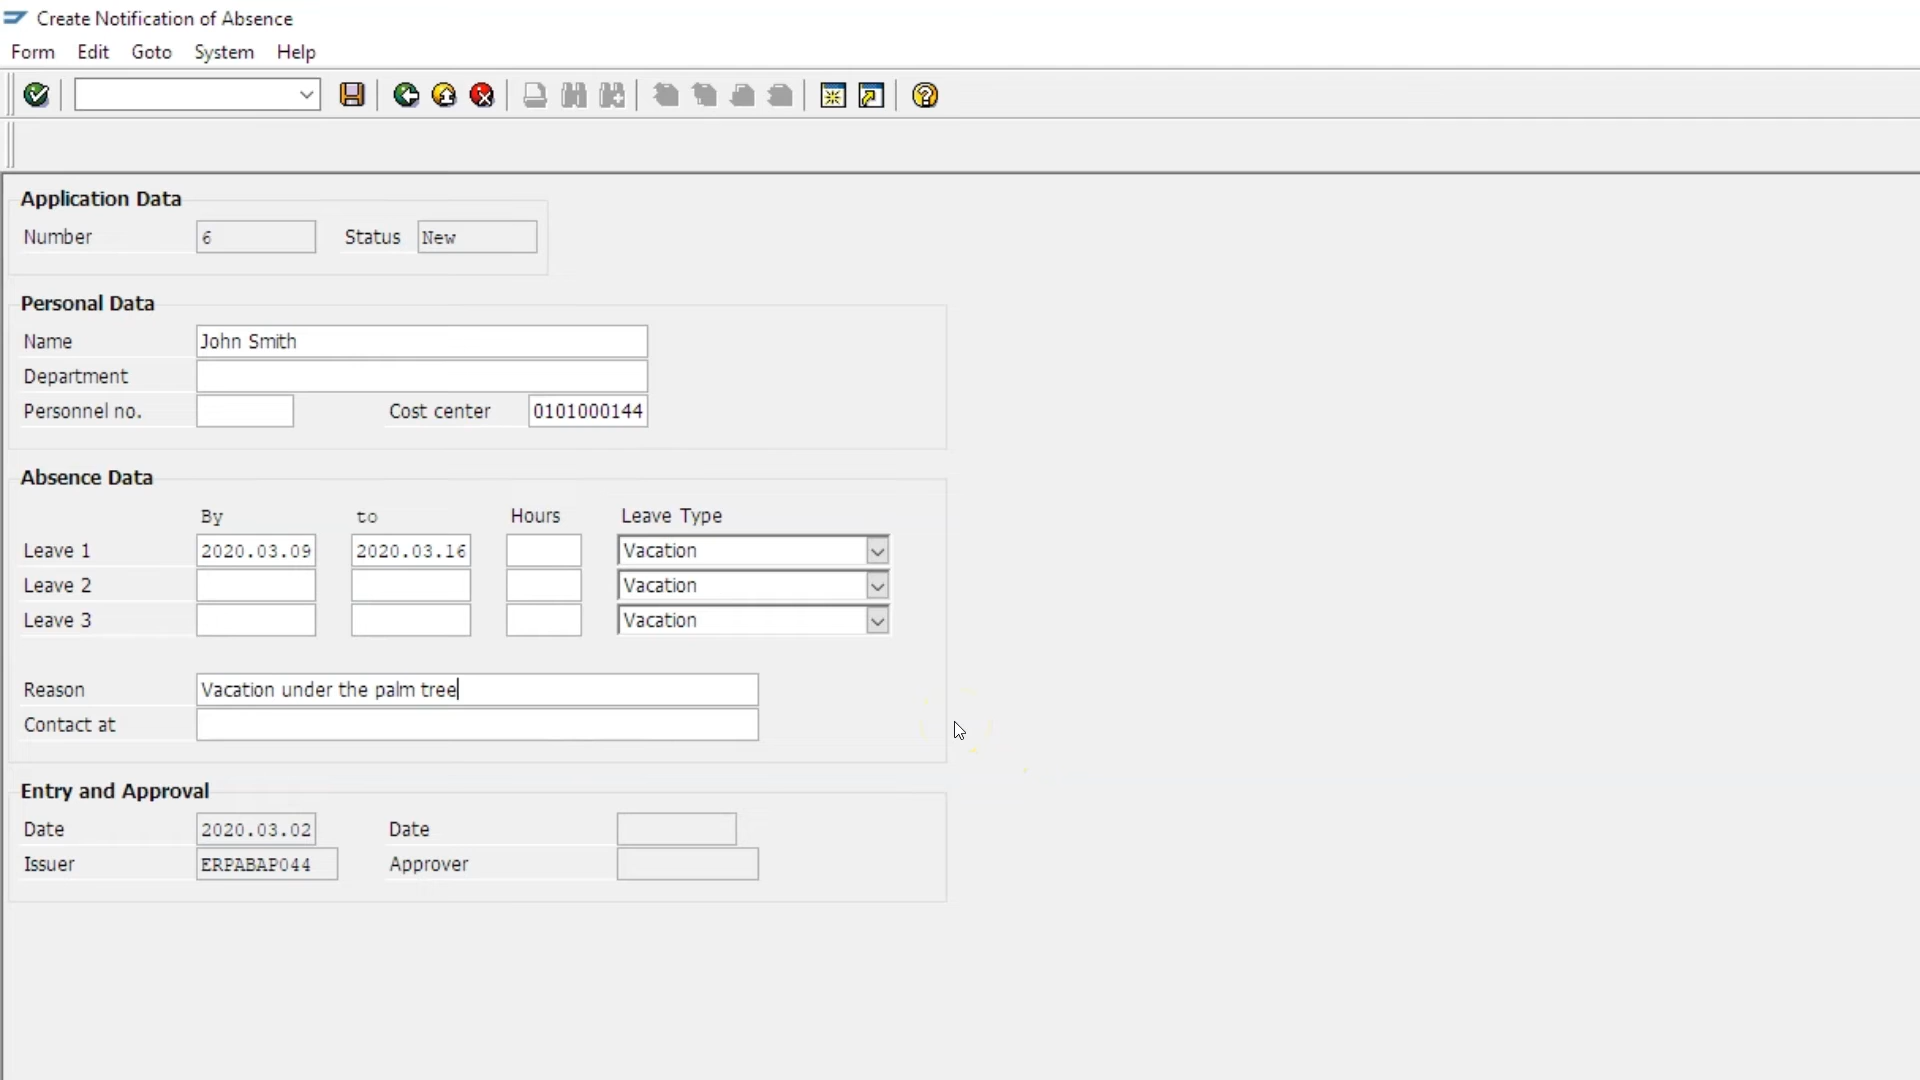 Create Notification of Absence
Form Edit Goto System Help
Application Data
Number 6 Status New
Personal Data
Name John Smith
Department
Personnel no. Cost center 0101000144
Absence Data
By to Hours Leave Type
Leave 1 2020.03.09 2020.03.16 Vacation
Leave 2 Vacation
Leave 3 Vacation
Reason Vacation under the palm tree
Contact at
Entry and Approval
Date 2020.03.02 Date
Issuer ERPABAP044 Approver